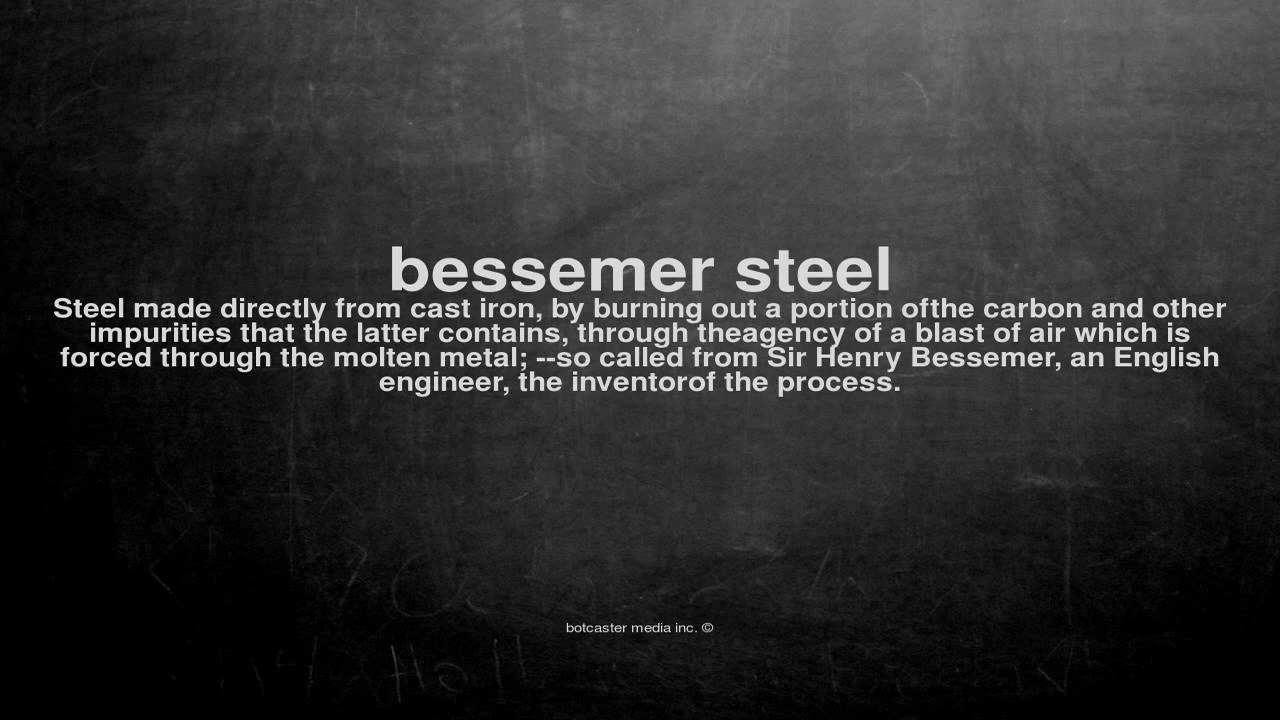 bessemer steel
Steel made directly from cast iron, by burning out a portion ofthe carbon and other
impurities that the latter contains, through theagency of a blast of air which is
forced through the molten metal; --so called from Sir Henry Bessemer, an English
engineer, the inventorof the process.
botcaster media inc. ©